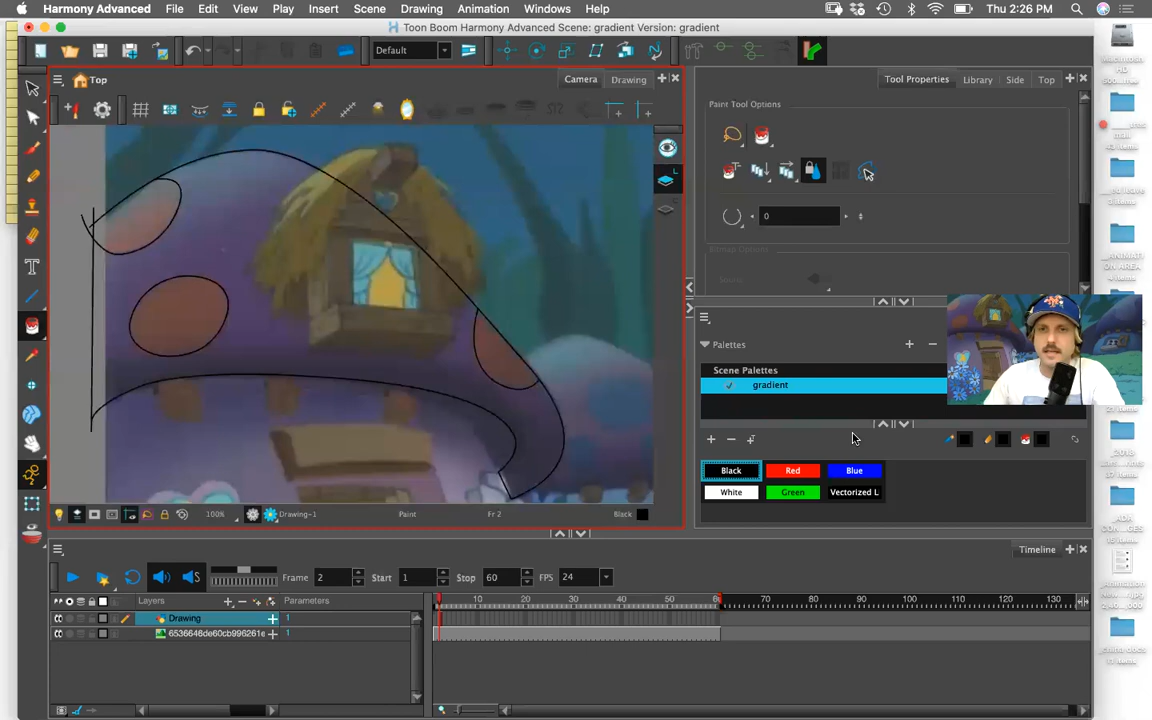 Harmony Advanced File Edit View Play Insert Scene Drawing Animation Windows Help Thu 2:26 PM
Toon Boom Harmony Advanced Scene: gradient Version: gradient
Default
Top
Camera
Drawing
Tool Properties
Library
Side
Top
Paint Tool Options
0
Palettes
Scene Palettes
gradient
Black
Red
Blue
White
Green
Vectorized L
100%
Drawing-1
Paint
Fr 2
Black
Timeline
Frame 2 Start 1 Stop 60 FPS 24
Layers
Parameters
10 20 30 40 50 60 70 80 90 100 110 120 130
Drawing
1
6536646de60cb996261e
1
Macintosh